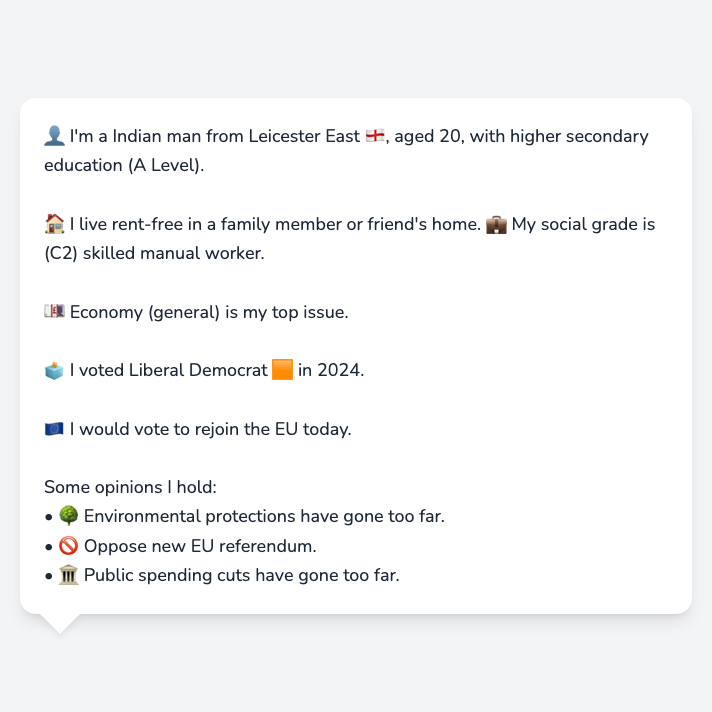 👤 I'm a Indian man from Leicester East 🏴󠁧󠁢󠁥󠁮󠁧󠁿, aged 20, with higher secondary
education (A Level).
🏠 I live rent-free in a family member or friend's home. 💼 My social grade is
(C2) skilled manual worker.
💷 Economy (general) is my top issue.
🗳️ I voted Liberal Democrat 🟧 in 2024.
🇪🇺 I would vote to rejoin the EU today.
Some opinions I hold:
• 🌳 Environmental protections have gone too far.
• 🚫 Oppose new EU referendum.
• 🏛️ Public spending cuts have gone too far.